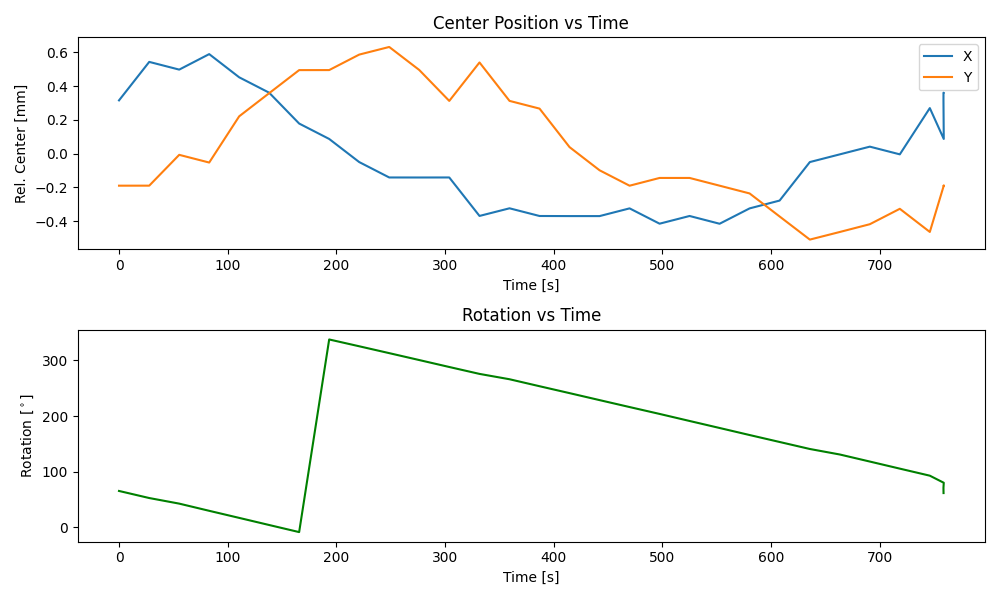 Center Position vs Time
Rel. Center [mm]
0.6
0.4
0.2
0.0
−0.2
−0.4
X
Y
0 100 200 300 400 500 600 700
Time [s]
Rotation vs Time
Rotation [°]
300
200
100
0
0 100 200 300 400 500 600 700
Time [s]